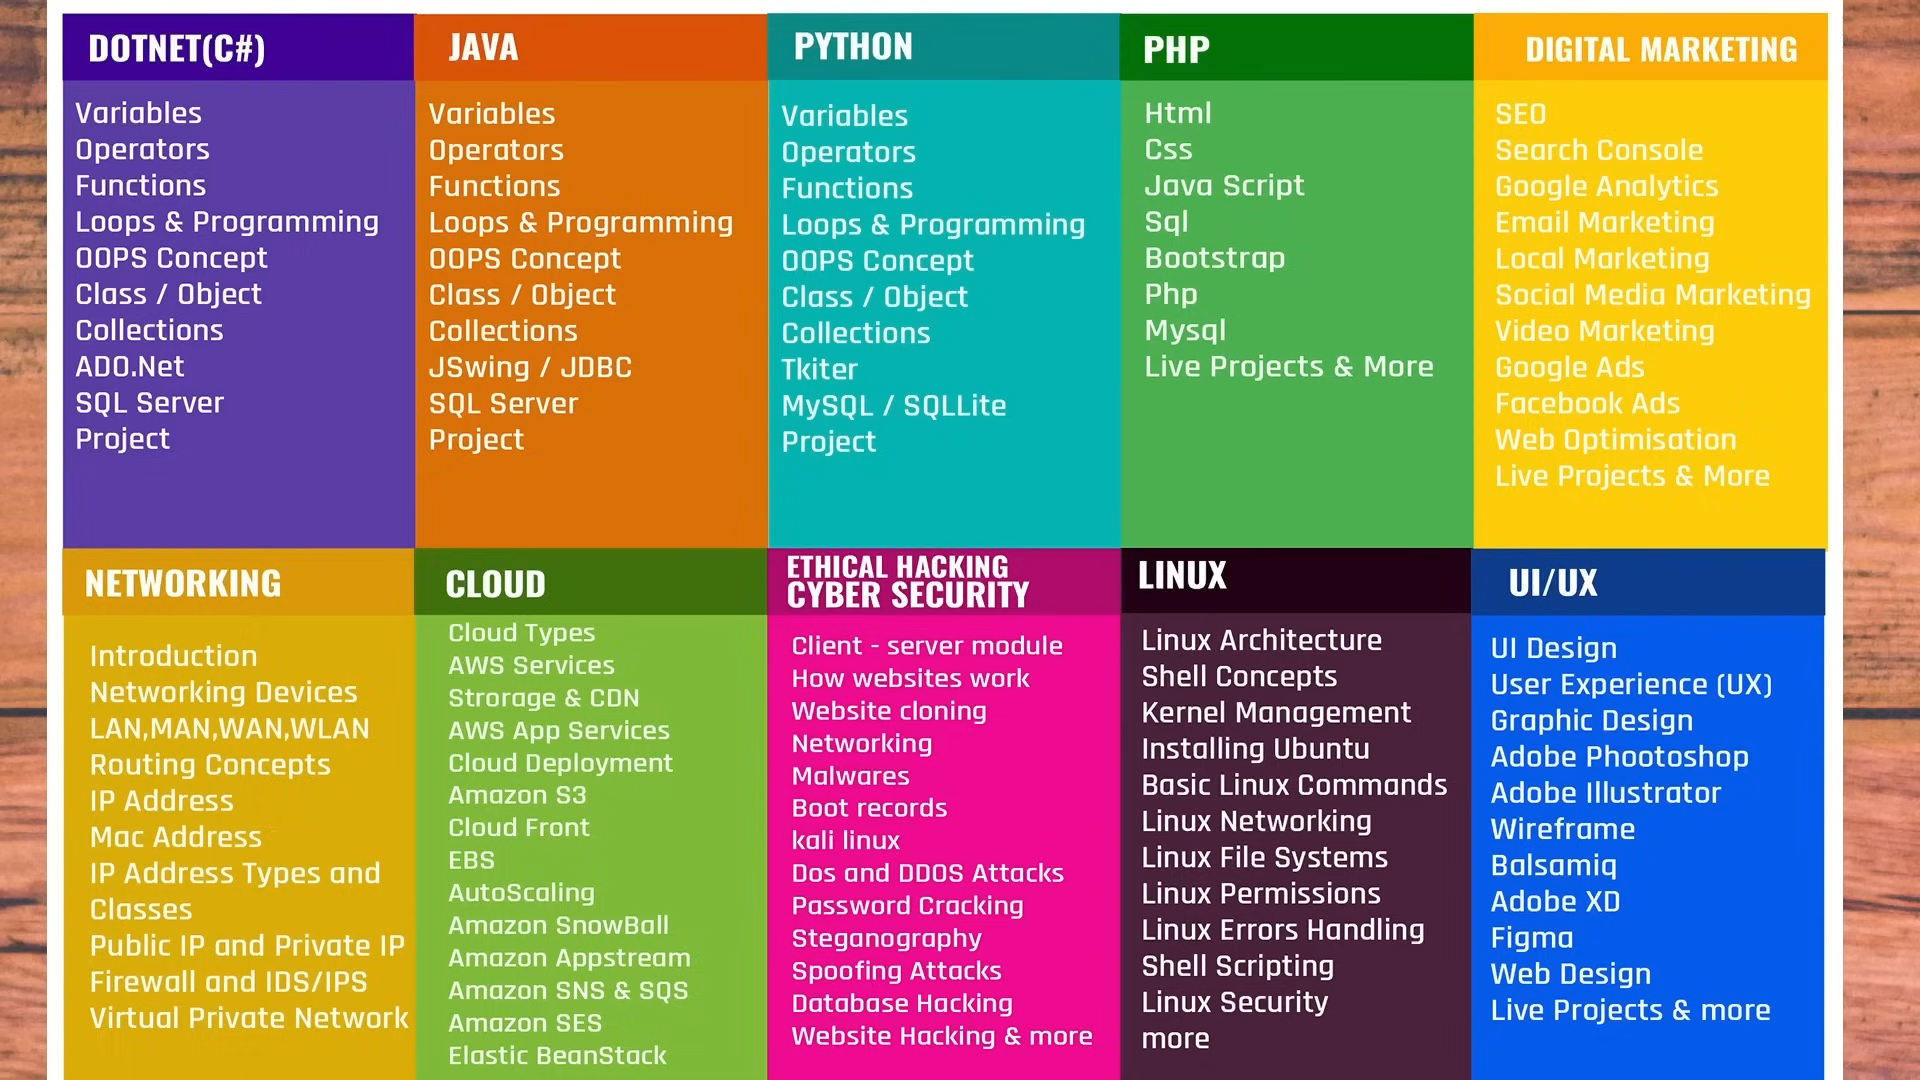 DOTNET(C#)
Variables
Operators
Functions
Loops & Programming
OOPS Concept
Class / Object
Collections
ADO.Net
SQL Server
Project
JAVA
Variables
Operators
Functions
Loops & Programming
OOPS Concept
Class / Object
Collections
JSwing / JDBC
SQL Server
Project
PYTHON
Variables
Operators
Functions
Loops & Programming
OOPS Concept
Class / Object
Collections
Tkiter
MySQL / SQLLite
Project
PHP
Html
Css
Java Script
Sql
Bootstrap
Php
Mysql
Live Projects & More
DIGITAL MARKETING
SEO
Search Console
Google Analytics
Email Marketing
Local Marketing
Social Media Marketing
Video Marketing
Google Ads
Facebook Ads
Web Optimisation
Live Projects & More
NETWORKING
Introduction
Networking Devices
LAN,MAN,WAN,WLAN
Routing Concepts
IP Address
Mac Address
IP Address Types and
Classes
Public IP and Private IP
Firewall and IDS/IPS
Virtual Private Network
CLOUD
Cloud Types
AWS Services
Strorage & CDN
AWS App Services
Cloud Deployment
Amazon S3
Cloud Front
EBS
AutoScaling
Amazon SnowBall
Amazon Appstream
Amazon SNS & SQS
Amazon SES
Elastic BeanStack
ETHICAL HACKING
CYBER SECURITY
Client - server module
How websites work
Website cloning
Networking
Malwares
Boot records
kali linux
Dos and DDOS Attacks
Password Cracking
Steganography
Spoofing Attacks
Database Hacking
Website Hacking & more
LINUX
Linux Architecture
Shell Concepts
Kernel Management
Installing Ubuntu
Basic Linux Commands
Linux Networking
Linux File Systems
Linux Permissions
Linux Errors Handling
Shell Scripting
Linux Security
more
UI/UX
UI Design
User Experience (UX)
Graphic Design
Adobe Phootoshop
Adobe Illustrator
Wireframe
Balsamiq
Adobe XD
Figma
Web Design
Live Projects & more